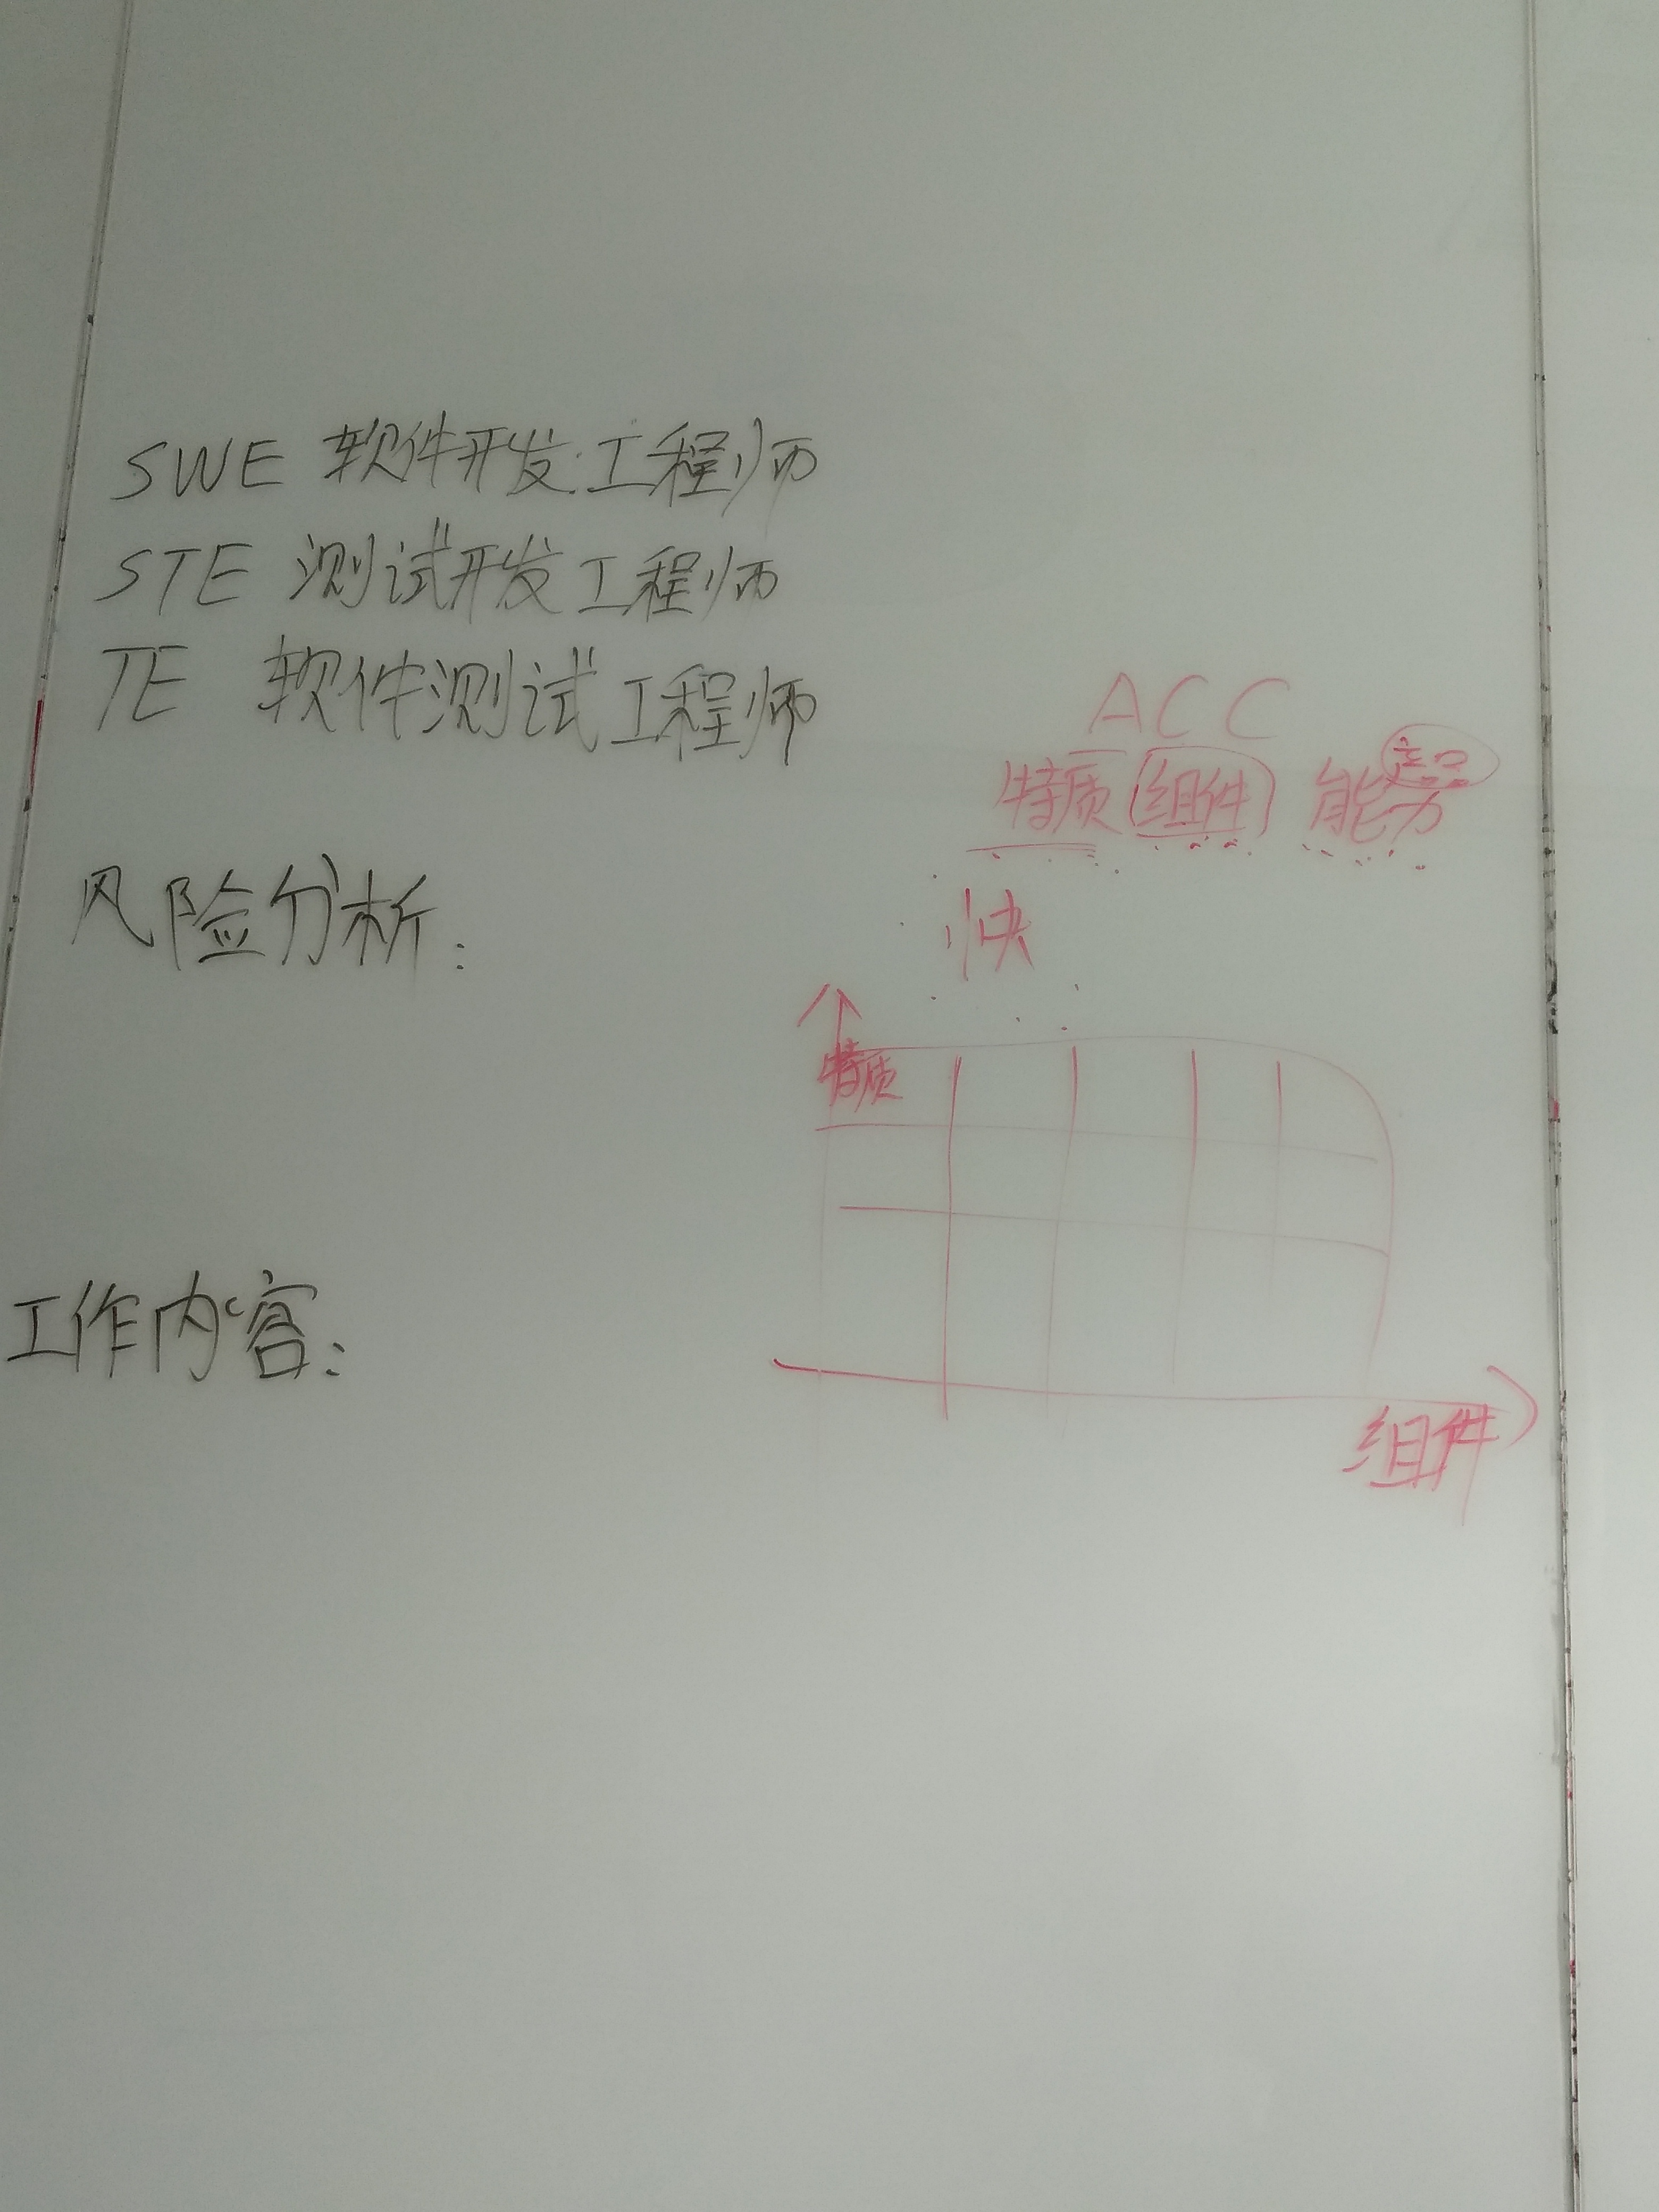 SWE 软件开发工程师
STE 测试开发工程师
TE 软件测试工程师
ACC
产品
特质(组件) 能力
风险分析:
快
特质
工作内容:
组件